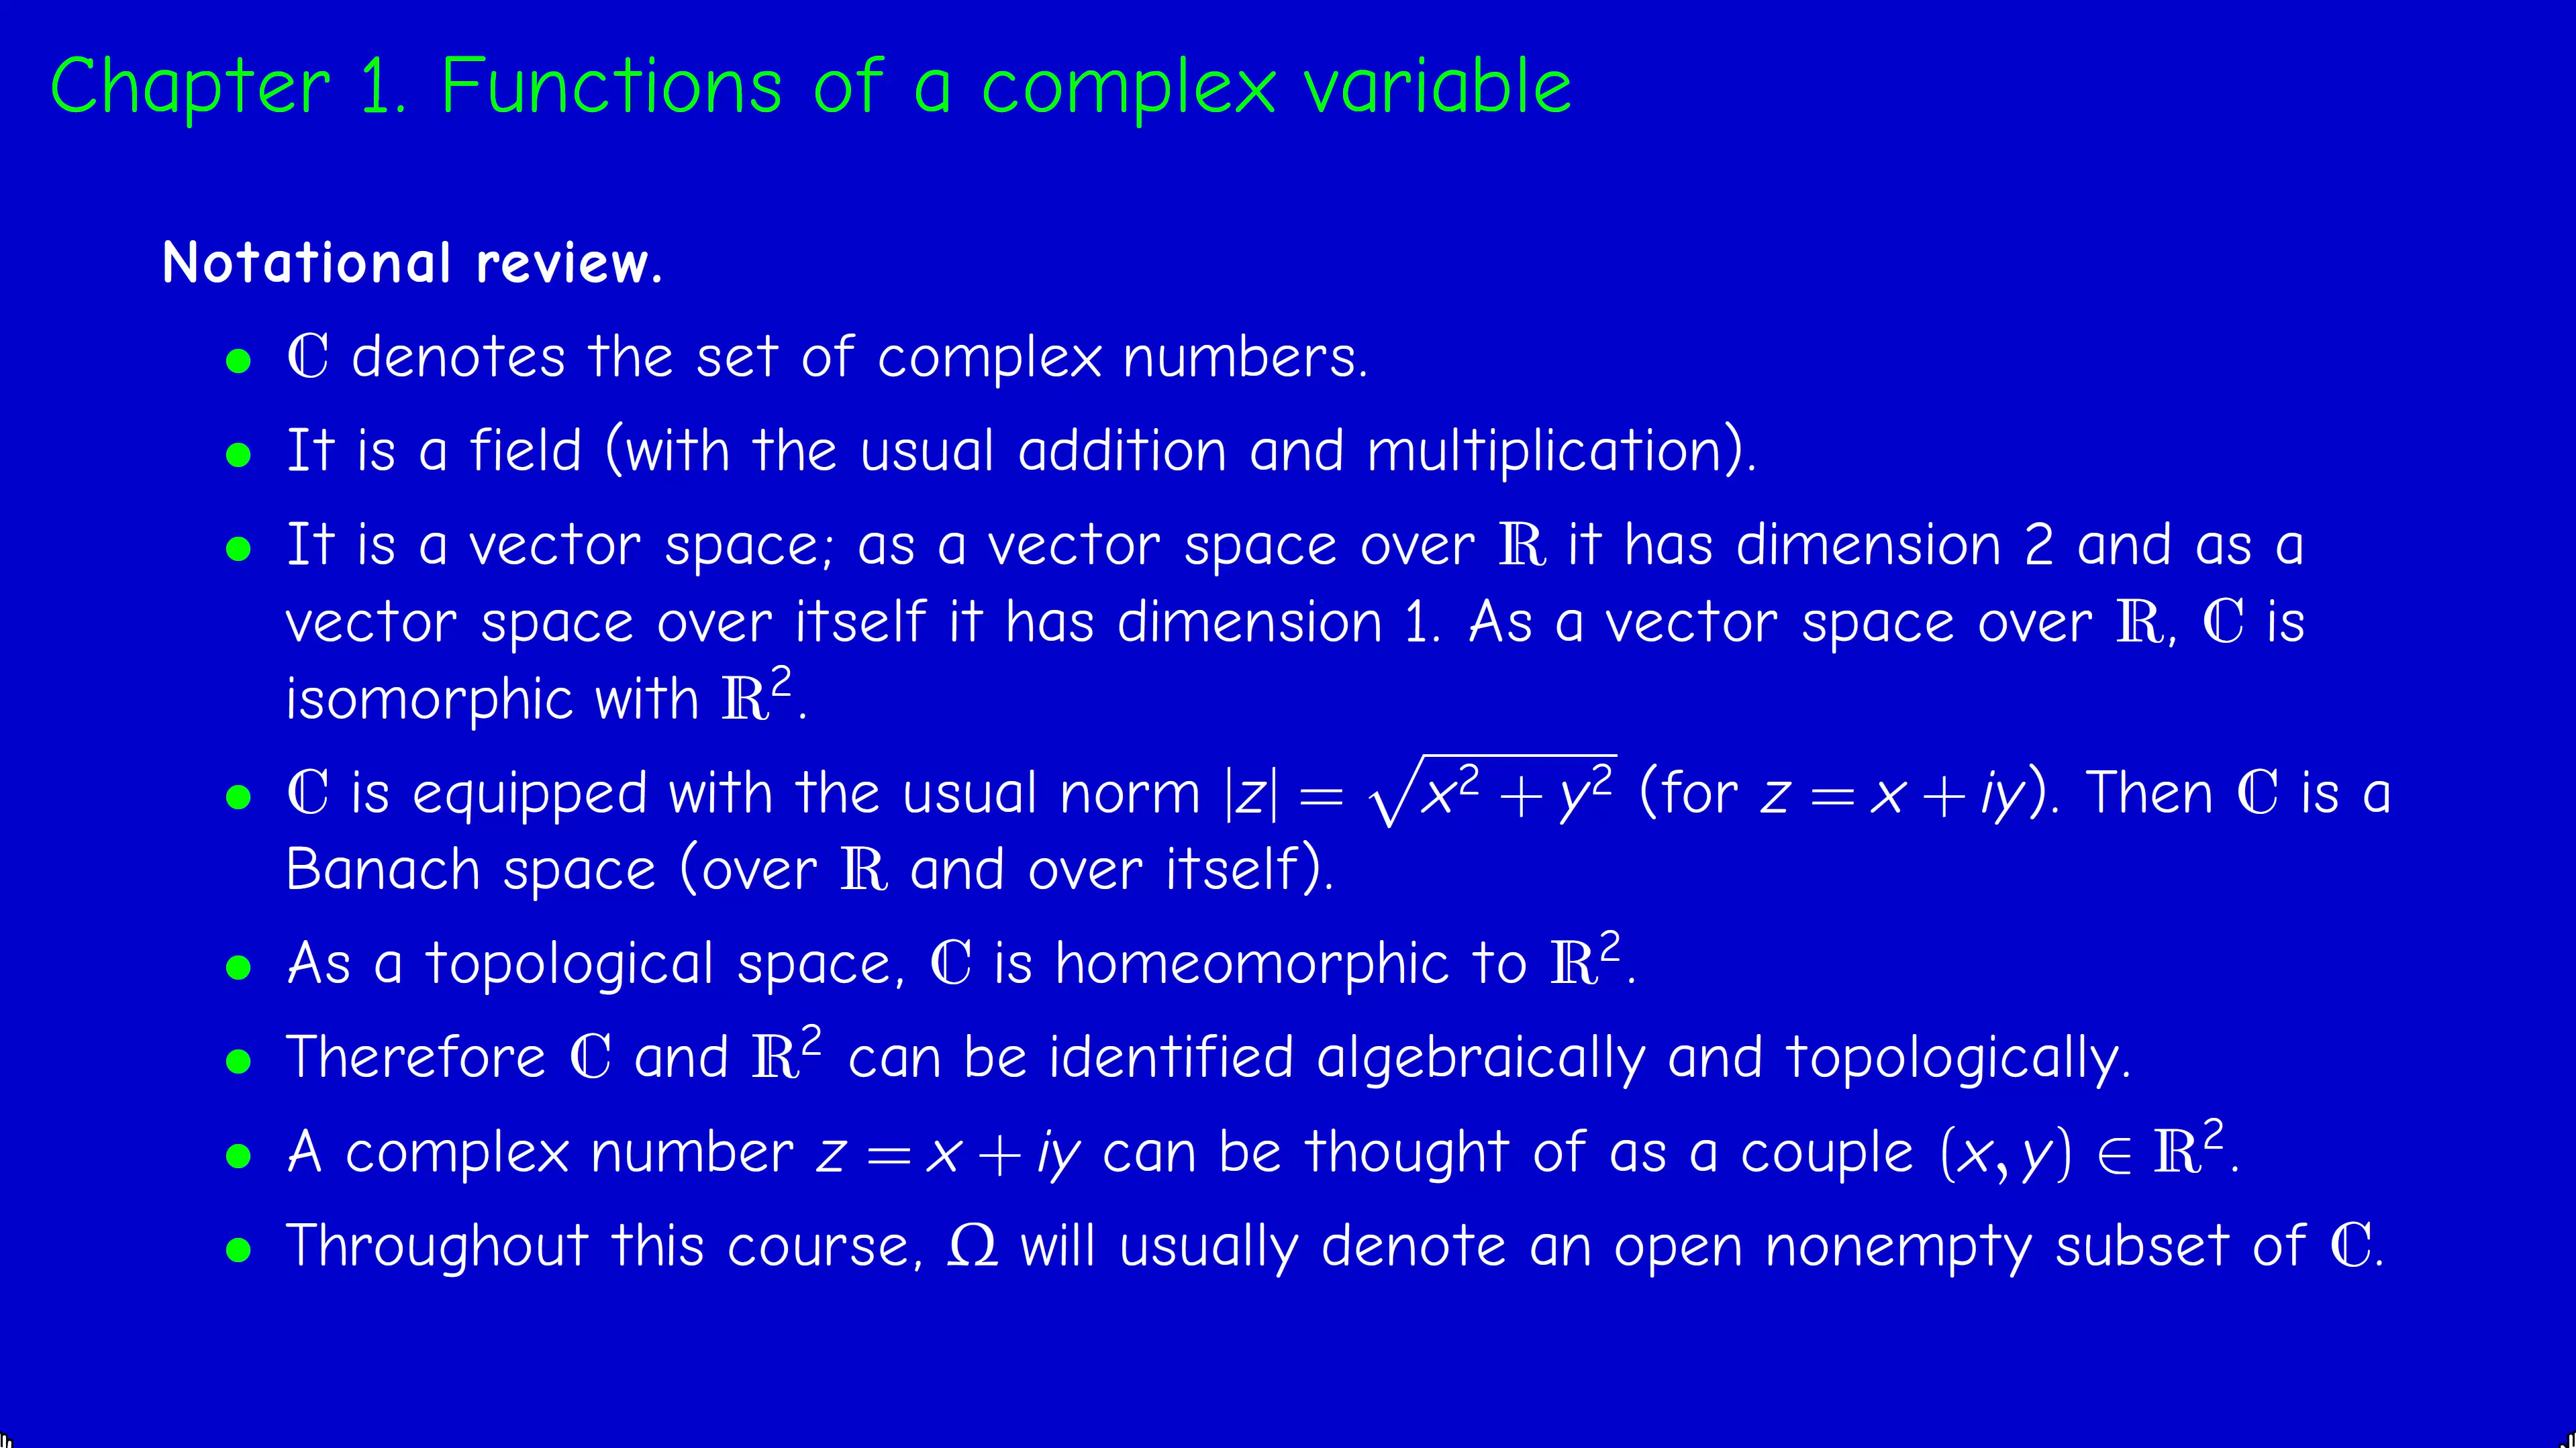 Chapter 1. Functions of a complex variable
Notational review.
• ℂ denotes the set of complex numbers.
• It is a field (with the usual addition and multiplication).
• It is a vector space; as a vector space over ℝ it has dimension 2 and as a
vector space over itself it has dimension 1. As a vector space over ℝ, ℂ is
isomorphic with ℝ².
• ℂ is equipped with the usual norm |z| = √(x² + y²) (for z = x + iy). Then ℂ is a
Banach space (over ℝ and over itself).
• As a topological space, ℂ is homeomorphic to ℝ².
• Therefore ℂ and ℝ² can be identified algebraically and topologically.
• A complex number z = x + iy can be thought of as a couple (x, y) ∈ ℝ².
• Throughout this course, Ω will usually denote an open nonempty subset of ℂ.